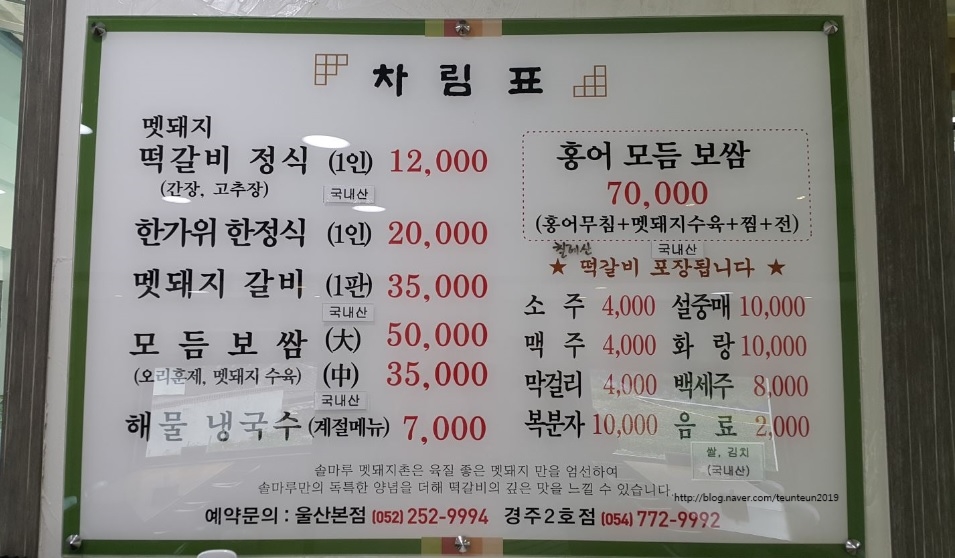 차림표
멧돼지
떡갈비 정식 (1인) 12,000
(간장, 고추장) 국내산
한가위 한정식 (1인) 20,000
멧돼지 갈비 (1판) 35,000
국내산
모듬보쌈 (大) 50,000
(오리훈제, 멧돼지 수육) (中) 35,000
국내산
해물 냉국수 (계절메뉴) 7,000
홍어 모듬 보쌈
70,000
(홍어무침+멧돼지수육+찜+전)
칠레산 국내산
★ 떡갈비 포장됩니다 ★
소주 4,000 설중매 10,000
맥주 4,000 화랑 10,000
막걸리 4,000 백세주 8,000
복분자 10,000 음료 2,000
쌀, 김치
(국내산)
솔마루 멧돼지촌은 육질 좋은 멧돼지 만을 엄선하여
솔마루만의 독특한 양념을 더해 떡갈비의 깊은 맛을 느낄 수 있습니다.
http://blog.naver.com/teunteun2019
예약문의 : 울산본점 (052) 252-9994 경주2호점 (054) 772-9992